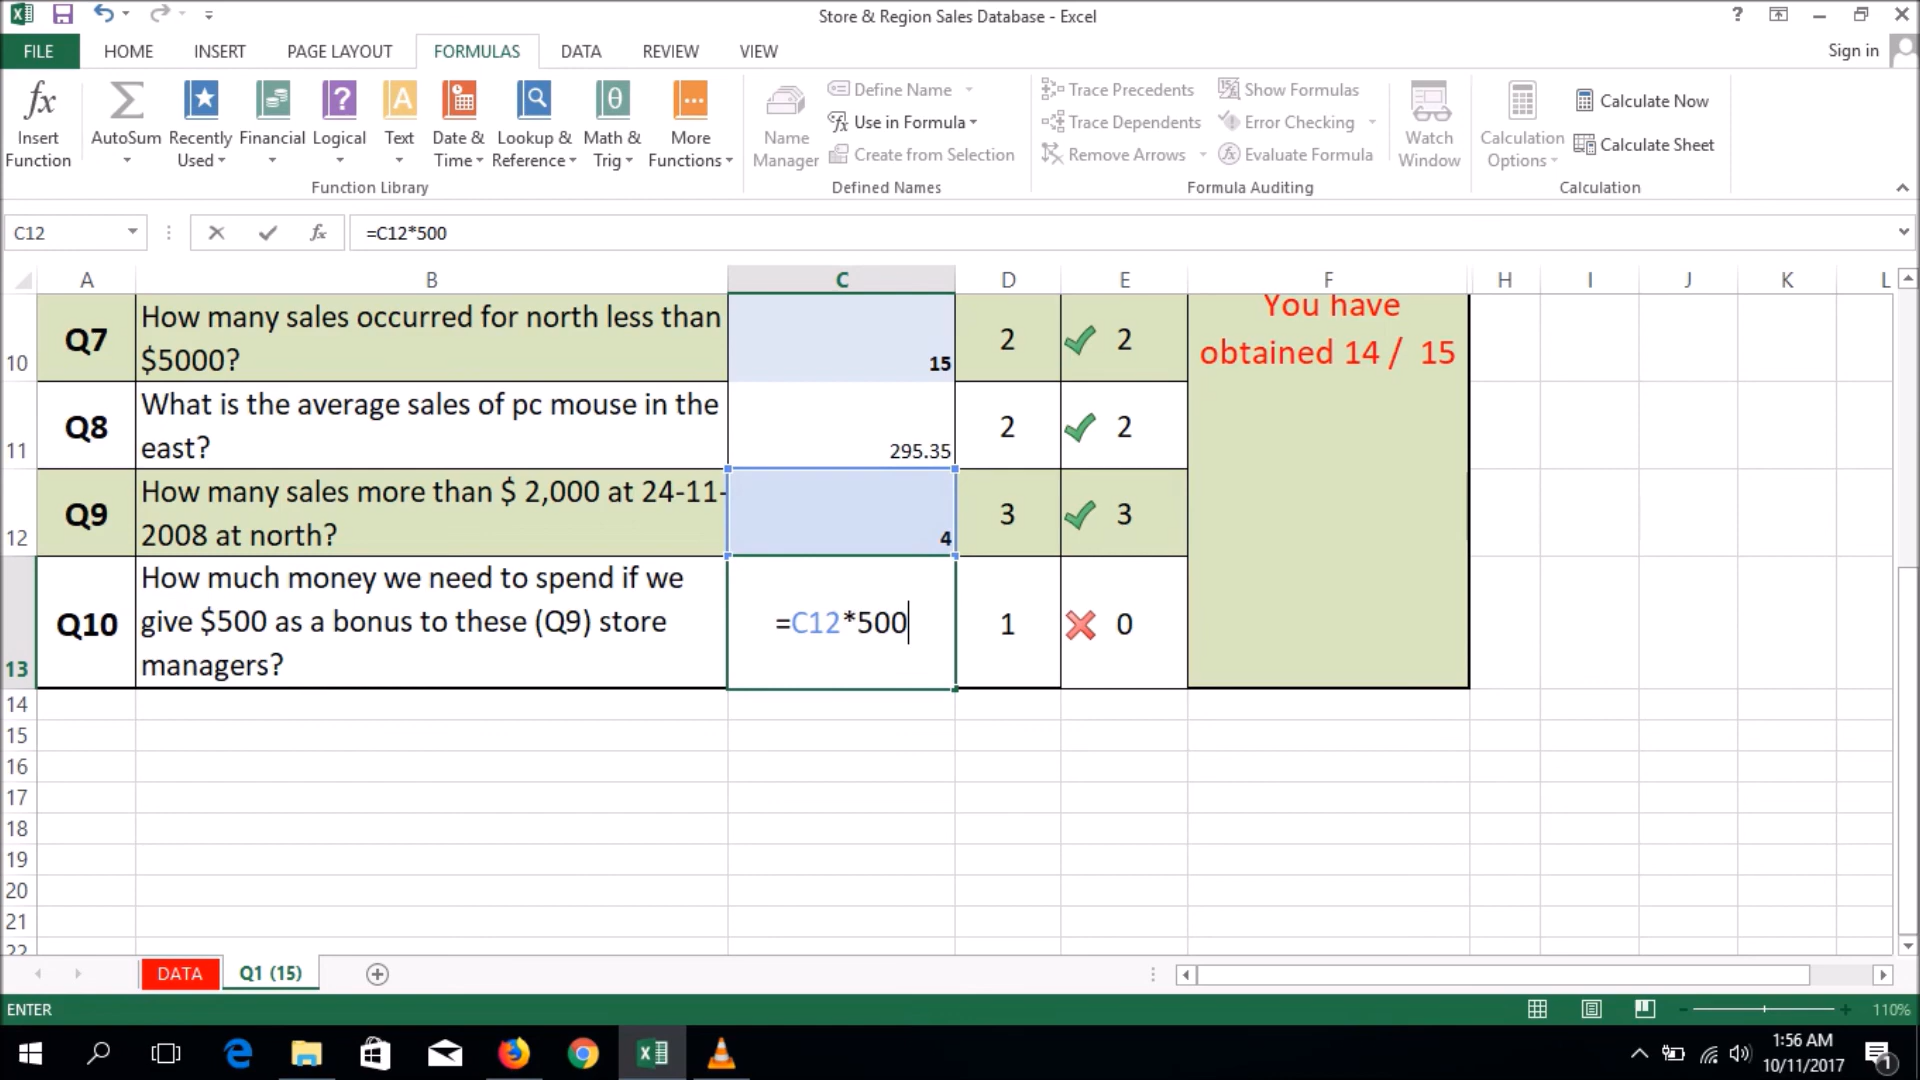 Store & Region Sales Database - Excel
?
FILE
HOME
INSERT
PAGE LAYOUT
FORMULAS
DATA
REVIEW
VIEW
Sign in
fx
Insert
Function
Σ
AutoSum
Recently
Used
Financial
?
Logical
A
Text
Date &
Time
Lookup &
Reference
θ
Math &
Trig
More
Functions
Function Library
Name
Manager
Define Name
Use in Formula
Create from Selection
Defined Names
Trace Precedents
Trace Dependents
Remove Arrows
Show Formulas
Error Checking
Evaluate Formula
Formula Auditing
Watch
Window
Calculation
Options
Calculate Now
Calculate Sheet
Calculation
C12
fx
=C12*500
A B C D E F H I J K L
10
Q7
How many sales occurred for north less than
$5000?
15
2
2
You have
obtained 14 / 15
11
Q8
What is the average sales of pc mouse in the
east?
295.35
2
2
12
Q9
How many sales more than $ 2,000 at 24-11-
2008 at north?
4
3
3
13
Q10
How much money we need to spend if we
give $500 as a bonus to these (Q9) store
managers?
=C12*500
1
0
14
15
16
17
18
19
20
21
22
DATA
Q1 (15)
ENTER
110%
1:56 AM
10/11/2017
1